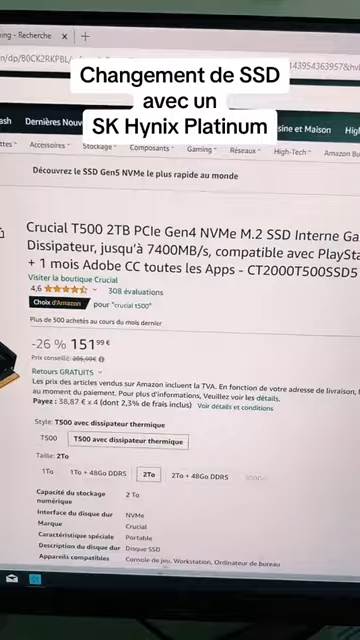 ing - Recherche
n/dp/B0CK2RKPBL/
Changement de SSD
avec un
SK Hynix Platinum
ash Dernières Nouv sine et Maison High
Accessoires Stockage Composants Gaming Réseaux High-Tech Amazon Bu
Découvrez le SSD Gen5 NVMe le plus rapide au monde
Crucial T500 2TB PCIe Gen4 NVMe M.2 SSD Interne Ga
Dissipateur, jusqu'à 7400MB/s, compatible avec PlaySta
+ 1 mois Adobe CC toutes les Apps - CT2000T500SSD5
Visiter la boutique Crucial
4,6 308 évaluations
Choix d'Amazon pour "crucial t500"
Plus de 500 achetés au cours du mois dernier
-26 % 151,99 €
Prix conseillé: 205,99€
Retours GRATUITS
Les prix des articles vendus sur Amazon incluent la TVA. En fonction de votre adresse de livraison, l
au moment du paiement. Pour plus d'informations, Veuillez voir les détails.
Payez : 38,87 € x 4 (dont 2,3% de frais inclus) Voir détails et conditions
Style: T500 avec dissipateur thermique
T500 T500 avec dissipateur thermique
Taille: 2To
1To 1To + 48Go DDR5 2To 2To + 48Go DDR5
Capacité du stockage 2 To
numérique
Interface du disque dur NVMe
Marque Crucial
Caractéristique spéciale Portable
Description du disque dur Disque SSD
Appareils compatibles Console de jeu, Workstation, Ordinateur de bureau